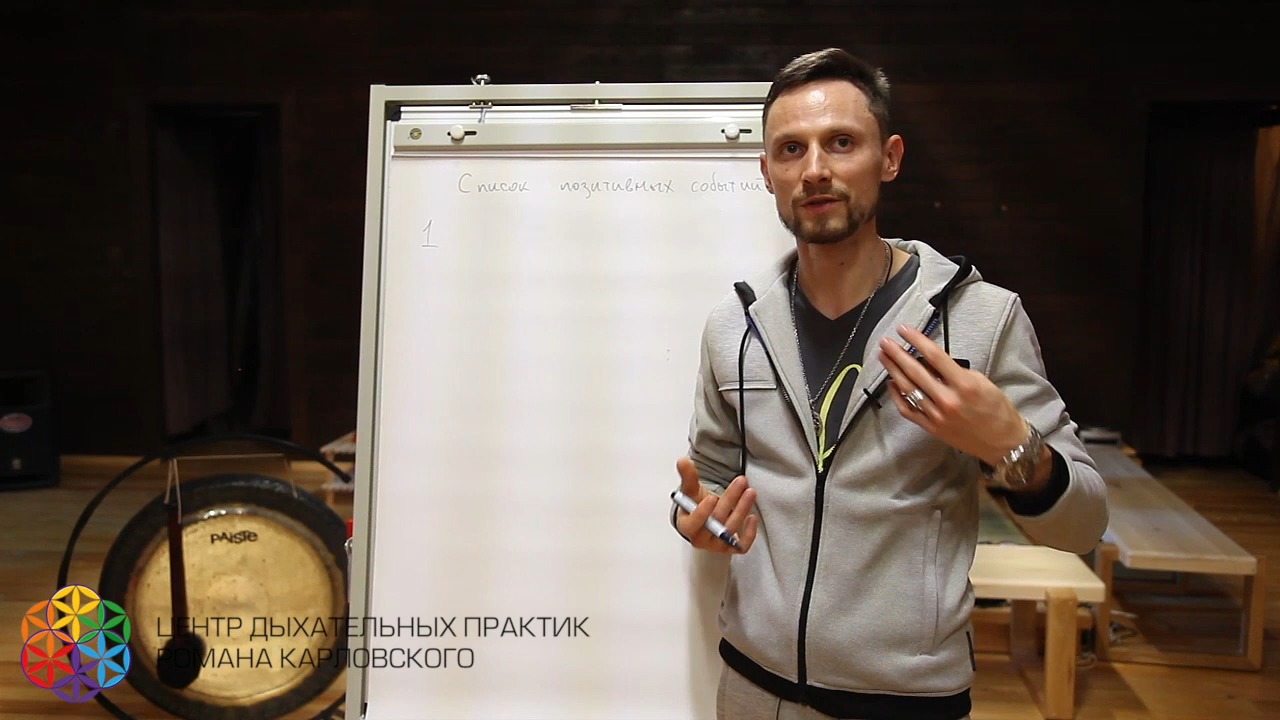 Список позитивных событий
1
PAISTe
ЦЕНТР ДЫХАТЕЛЬНЫХ ПРАКТИК
РОМАНА КАРЛОВСКОГО